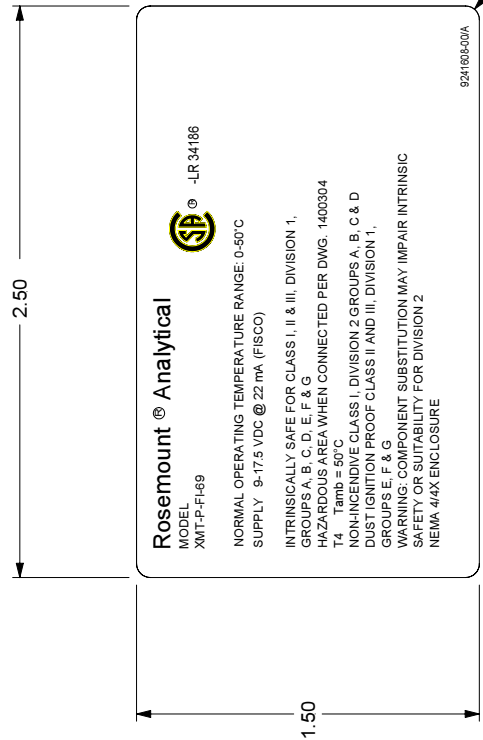 2.50
1.50
Rosemount ® Analytical
MODEL
XMT-P-FI-69
CSA ® -LR 34186
NORMAL OPERATING TEMPERATURE RANGE: 0-50°C
SUPPLY 9-17.5 VDC @ 22 mA (FISCO)
INTRINSICALLY SAFE FOR CLASS I, II & III, DIVISION 1,
GROUPS A, B, C, D, E, F & G
HAZARDOUS AREA WHEN CONNECTED PER DWG. 1400304
T4 Tamb = 50°C
NON-INCENDIVE CLASS I, DIVISION 2 GROUPS A, B, C & D
DUST IGNITION PROOF CLASS II AND III, DIVISION 1,
GROUPS E, F & G
WARNING: COMPONENT SUBSTITUTION MAY IMPAIR INTRINSIC
SAFETY OR SUITABILITY FOR DIVISION 2
NEMA 4/4X ENCLOSURE
9241608-00/A